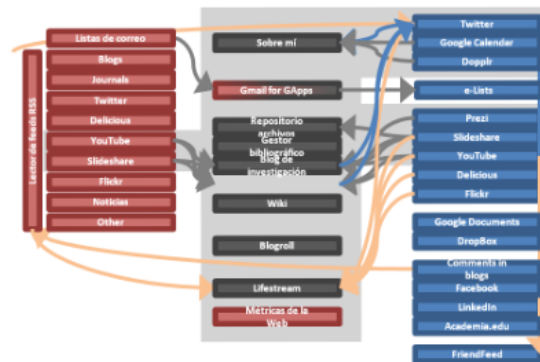 Lector de feeds RSS
Listas de correo
Blogs
Journals
Twitter
Delicious
YouTube
Slideshare
Flickr
Noticias
Other
Sobre mí
Gmail for GApps
Repositorio
archivos
Gestor
bibliográfico
Blog de
investigación
Wiki
Blogroll
Lifestream
Métricas de la
Web
Twitter
Google Calendar
Dopplr
e-Lists
Prezi
Slideshare
YouTube
Delicious
Flickr
Google Documents
DropBox
Comments in
blogs
Facebook
LinkedIn
Academia.edu
FriendFeed